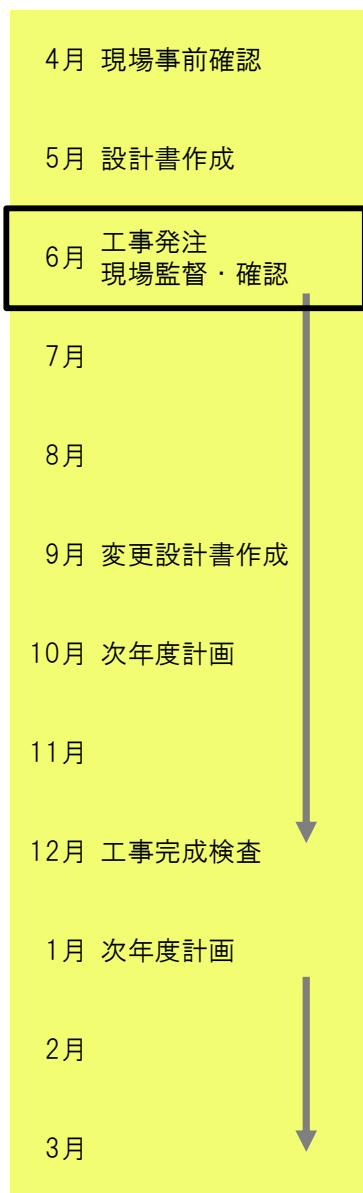 4月 現場事前確認
5月 設計書作成
6月 工事発注
現場監督・確認
7月
8月
9月 変更設計書作成
10月 次年度計画
11月
12月 工事完成検査
1月 次年度計画
2月
3月